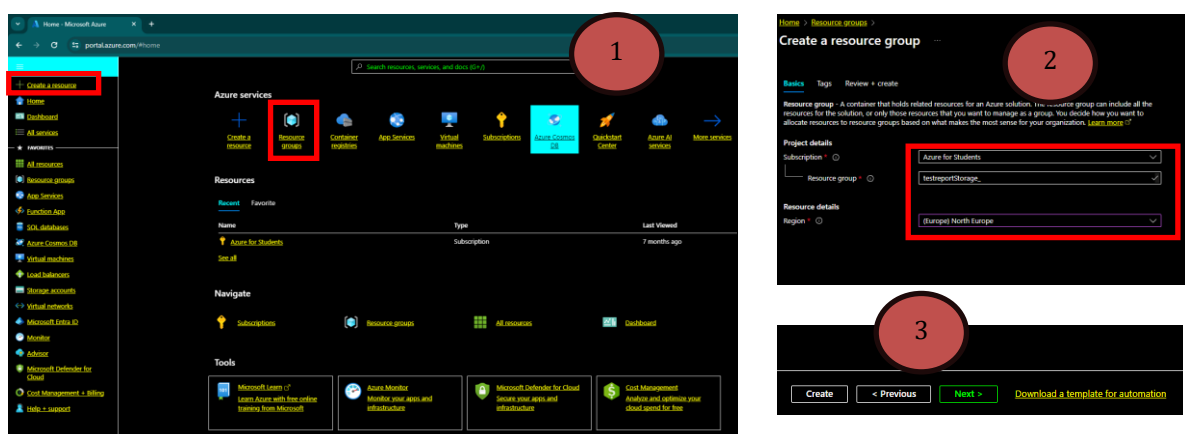 Home - Microsoft Azure
portal.azure.com/#home
Search resources, services, and docs (G+/)
1
Create a resource
Home
Dashboard
All services
FAVORITES
All resources
Resource groups
App Services
Function App
SQL databases
Azure Cosmos DB
Virtual machines
Load balancers
Storage accounts
Virtual networks
Microsoft Entra ID
Monitor
Advisor
Microsoft Defender for
Cloud
Cost Management + Billing
Help + support
Azure services
Create a
resource
Resource
groups
Container
registries
App Services
Virtual
machines
Subscriptions
Azure Cosmos
DB
Quickstart
Center
Azure AI
services
More services
Resources
Recent Favorite
Name Type Last Viewed
Azure for Students Subscription 7 months ago
See all
Navigate
Subscriptions Resource groups All resources Dashboard
Tools
Microsoft Learn
Learn Azure with free online
training from Microsoft
Azure Monitor
Monitor your apps and
infrastructure
Microsoft Defender for Cloud
Secure your apps and
infrastructure
Cost Management
Analyze and optimize your
cloud spend for free
Home > Resource groups >
Create a resource group ...
2
Basics Tags Review + create
Resource group - A container that holds related resources for an Azure solution. The resource group can include all the
resources for the solution, or only those resources that you want to manage as a group. You decide how you want to
allocate resources to resource groups based on what makes the most sense for your organization. Learn more
Project details
Subscription * Azure for Students
Resource group * testreportStorage_
Resource details
Region * (Europe) North Europe
3
Create < Previous Next > Download a template for automation